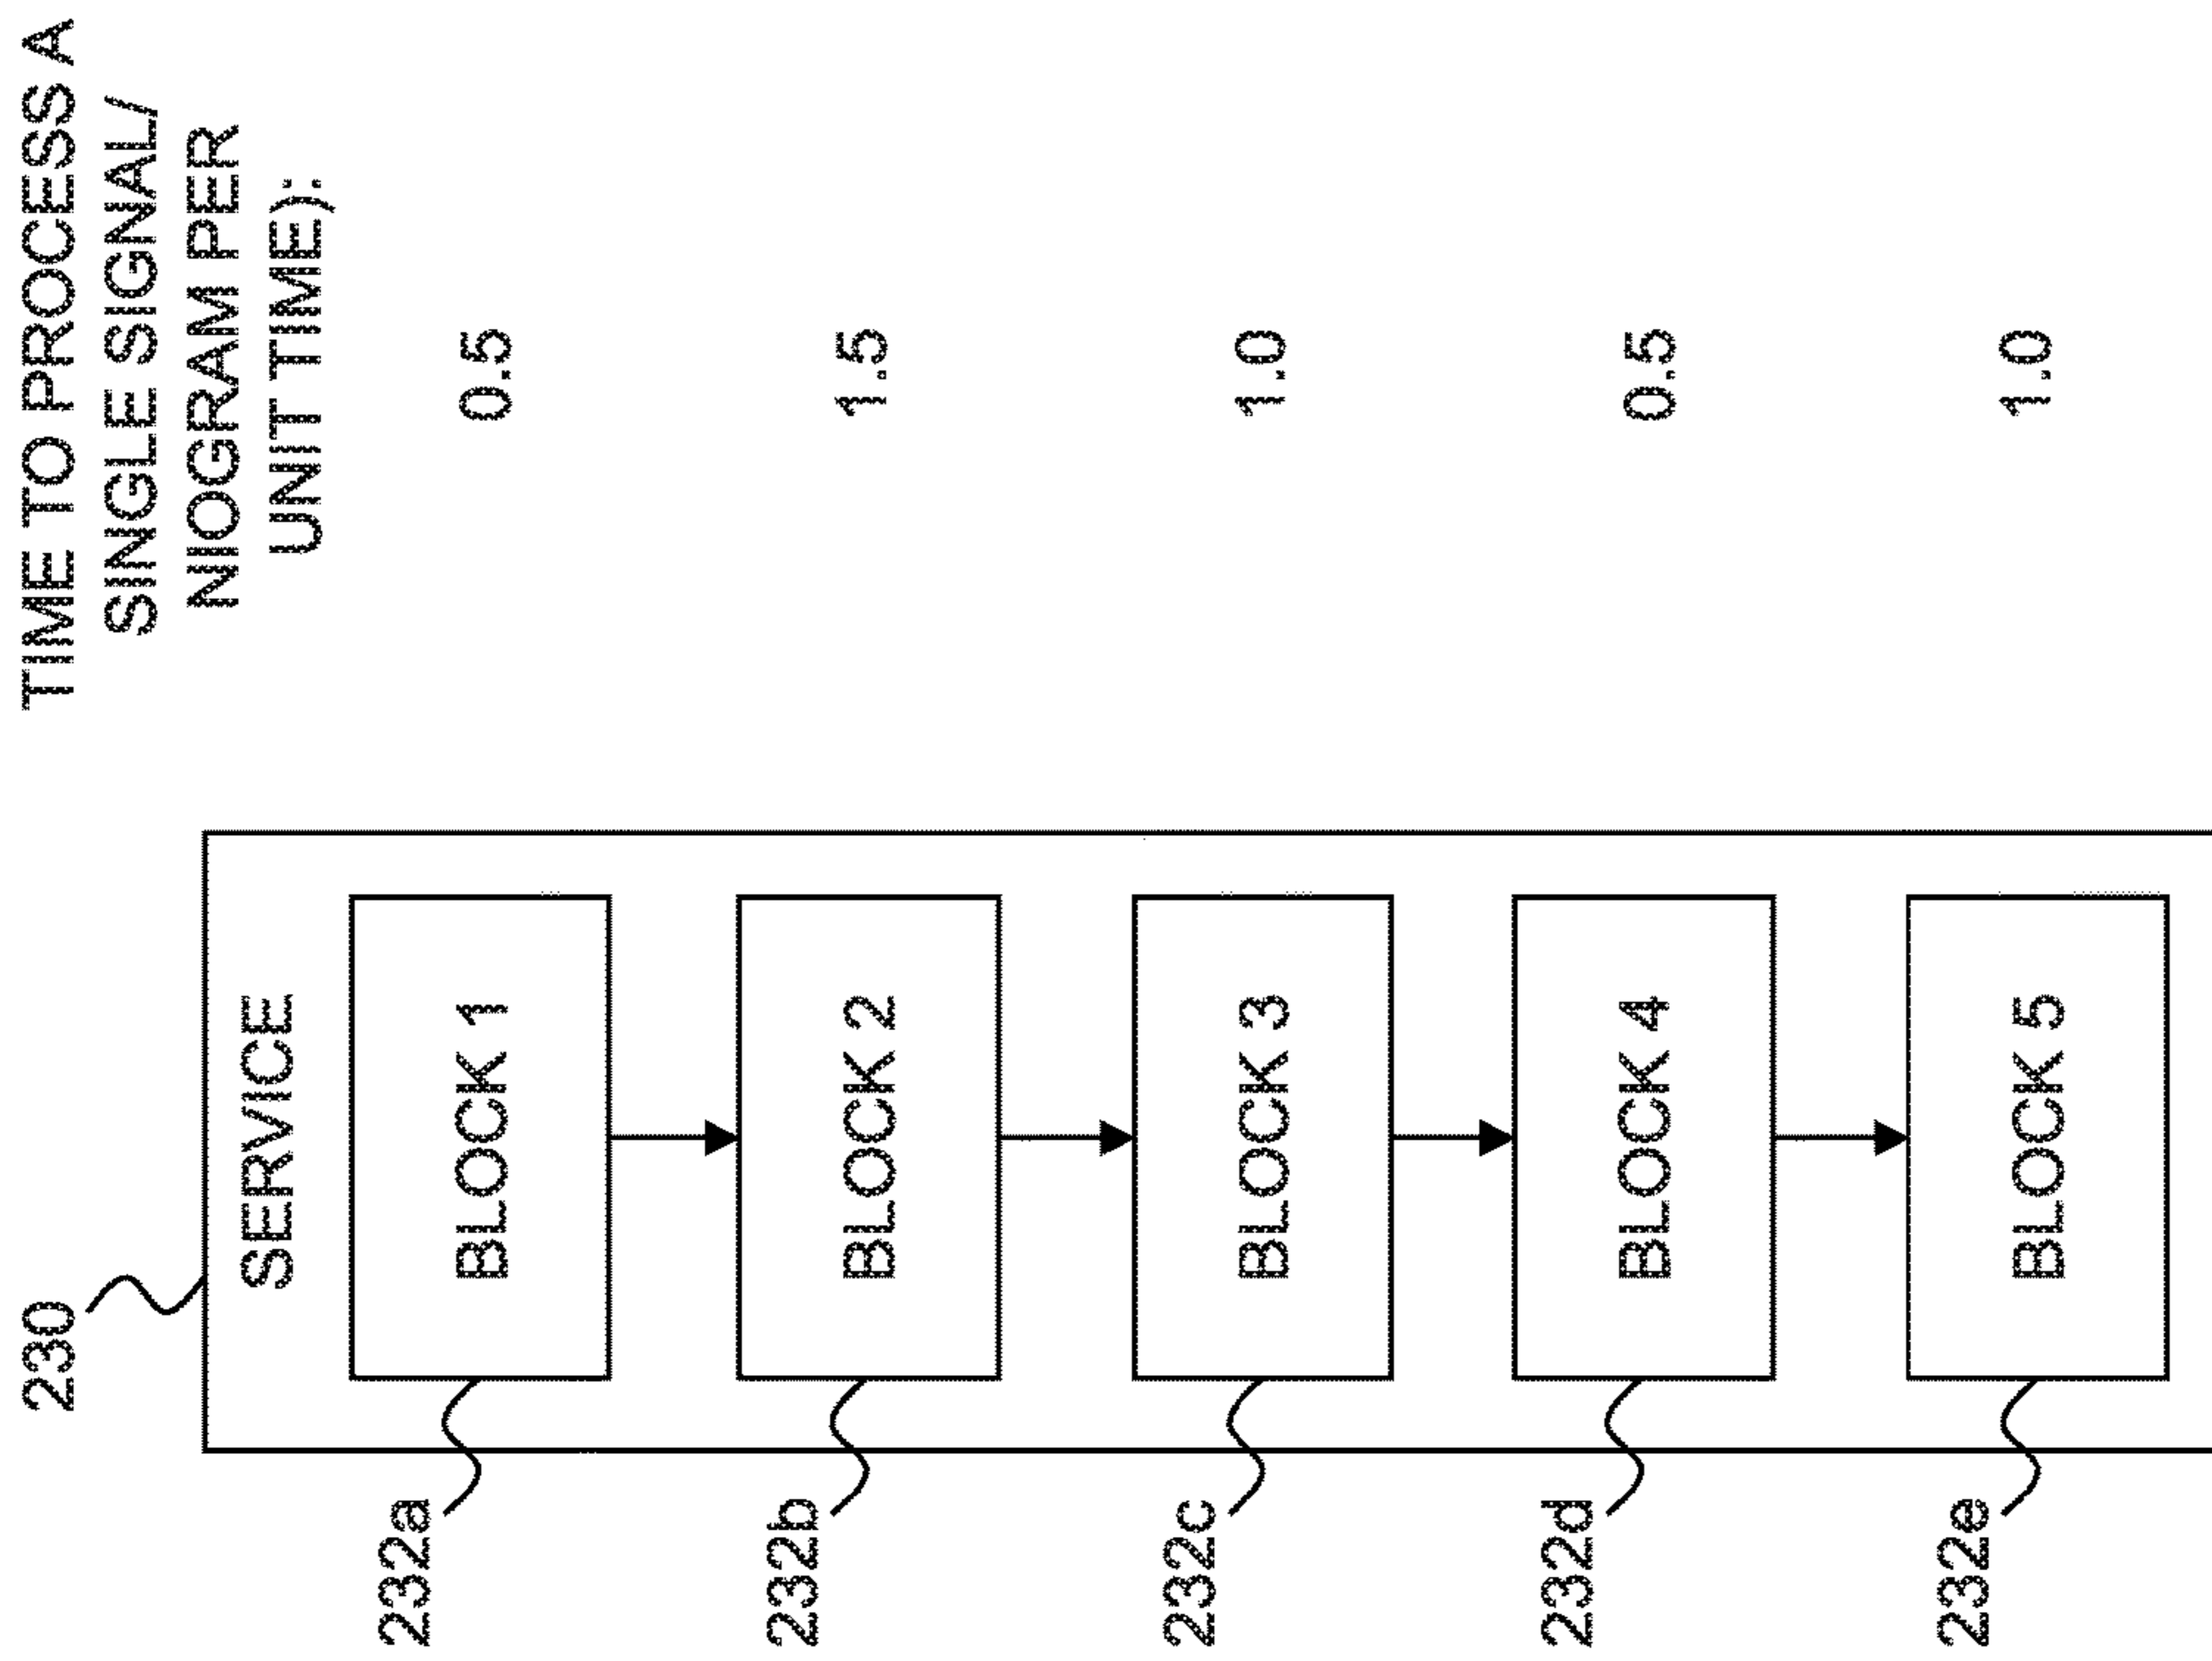 TIME TO PROCESS A
SINGLE SIGNAL/
NIOGRAM PER
UNIT TIME):
230
SERVICE
232a
BLOCK 1
0.5
232b
BLOCK 2
1.5
232c
BLOCK 3
1.0
232d
BLOCK 4
0.5
232e
BLOCK 5
1.0